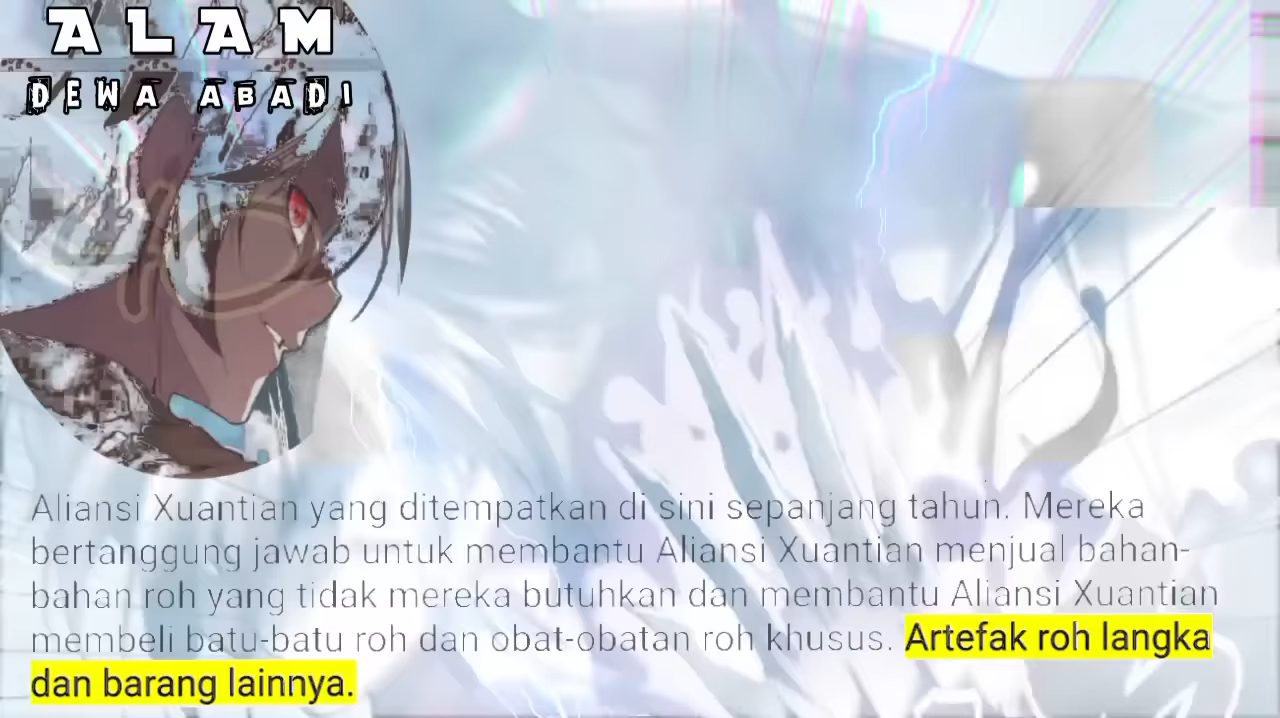 ALAM
DEWA ABADI
Aliansi Xuantian yang ditempatkan di sini sepanjang tahun. Mereka
bertanggung jawab untuk membantu Aliansi Xuantian menjual bahan-
bahan roh yang tidak mereka butuhkan dan membantu Aliansi Xuantian
membeli batu-batu roh dan obat-obatan roh khusus. Artefak roh langka
dan barang lainnya.